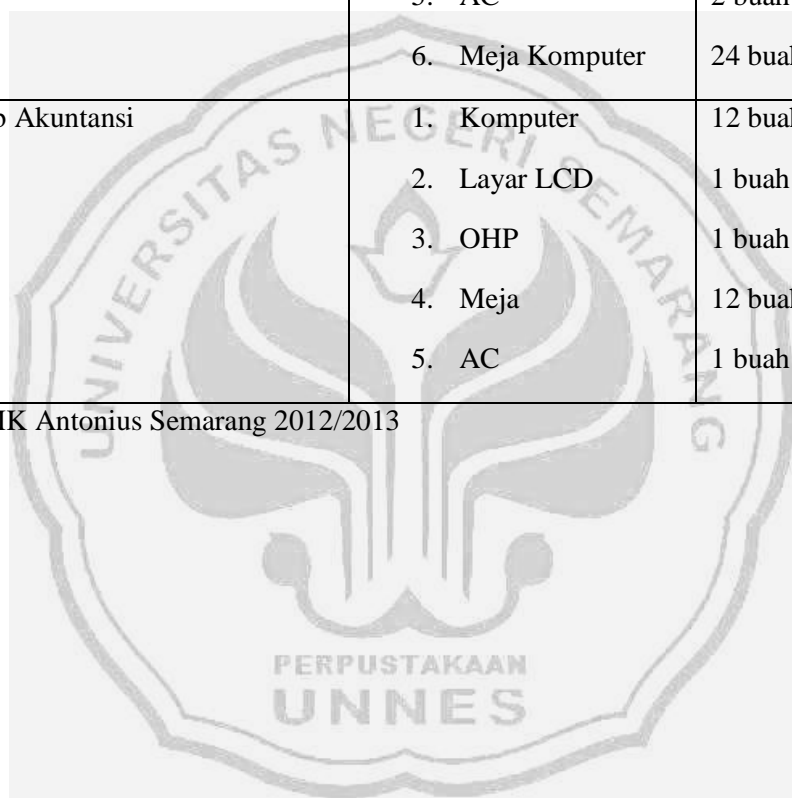 5. AC 2 buah
6. Meja Komputer 24 buah
Akuntansi 1. Komputer 12 buah
2. Layar LCD 1 buah
3. OHP 1 buah
4. Meja 12 buah
5. AC 1 buah
Antonius Semarang 2012/2013
UNIVERSITAS NEGERI SEMARANG
PERPUSTAKAAN
UNNES